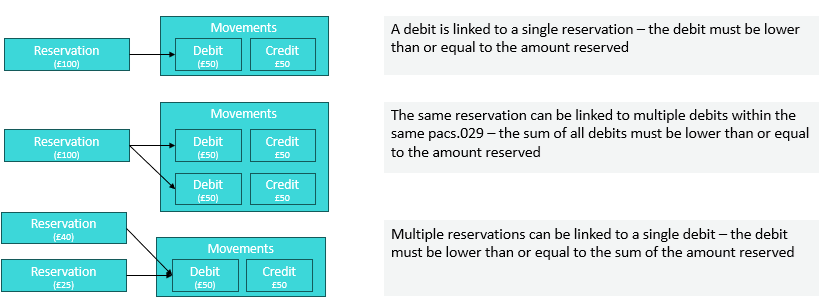 Movements
Reservation
(£100)
Debit
(£50)
Credit
£50
A debit is linked to a single reservation – the debit must be lower
than or equal to the amount reserved
Movements
Reservation
(£100)
Debit
(£50)
Credit
£50
Debit
(£50)
Credit
£50
The same reservation can be linked to multiple debits within the
same pacs.029 – the sum of all debits must be lower than or equal
to the amount reserved
Reservation
(£40)
Reservation
(£25)
Movements
Debit
(£50)
Credit
£50
Multiple reservations can be linked to a single debit – the debit
must be lower than or equal to the sum of the amount reserved